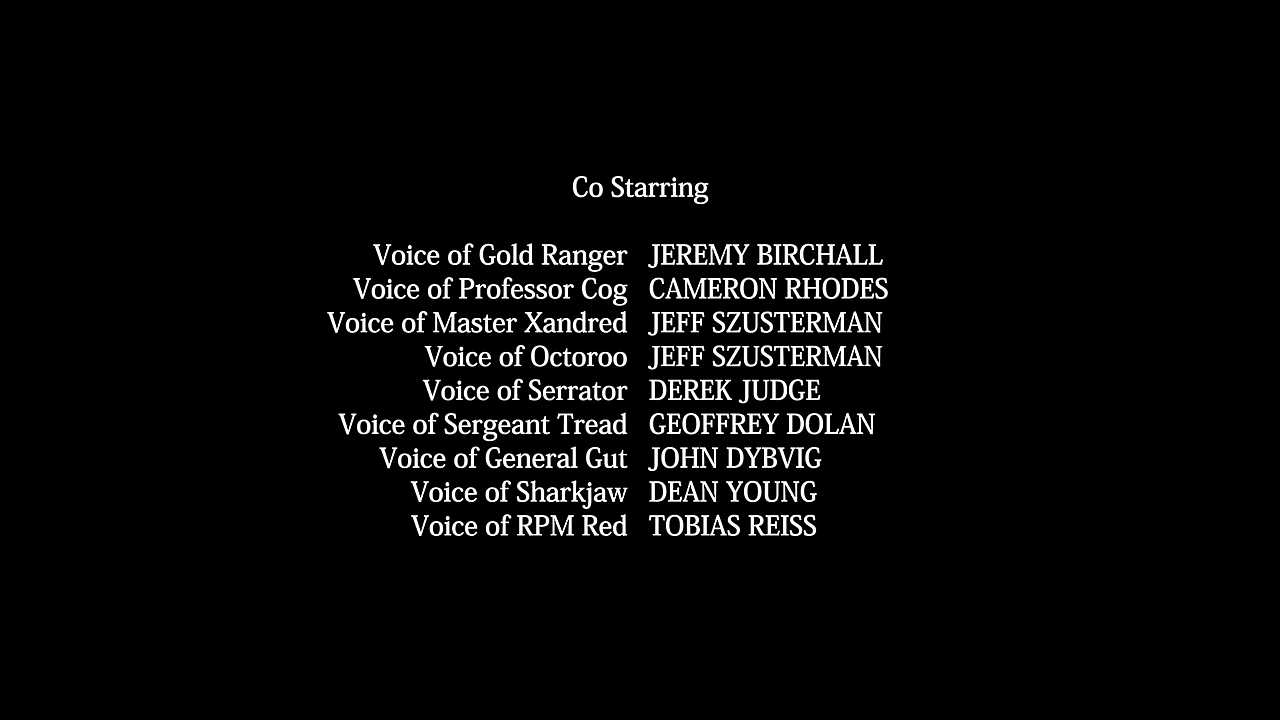 Co Starring
Voice of Gold Ranger JEREMY BIRCHALL
Voice of Professor Cog CAMERON RHODES
Voice of Master Xandred JEFF SZUSTERMAN
Voice of Octoroo JEFF SZUSTERMAN
Voice of Serrator DEREK JUDGE
Voice of Sergeant Tread GEOFFREY DOLAN
Voice of General Gut JOHN DYBVIG
Voice of Sharkjaw DEAN YOUNG
Voice of RPM Red TOBIAS REISS